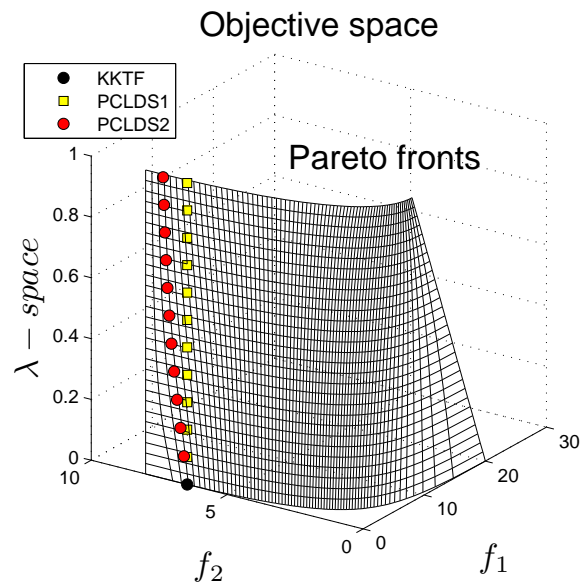 Objective space
KKTF
PCLDS1
PCLDS2
Pareto fronts
1
0.8
0.6
0.4
0.2
0
λ − space
10
5
0
f₂
0
10
20
30
f₁